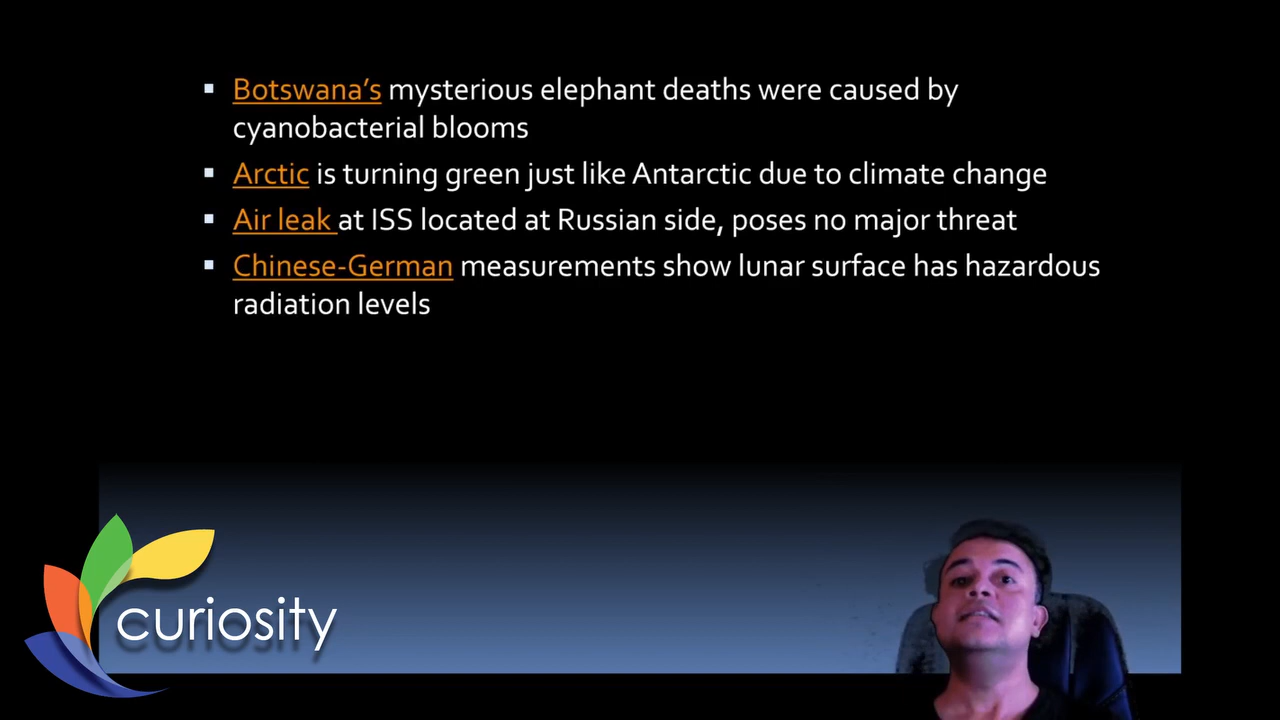 ▪ Botswana’s mysterious elephant deaths were caused by
cyanobacterial blooms
▪ Arctic is turning green just like Antarctic due to climate change
▪ Air leak at ISS located at Russian side, poses no major threat
▪ Chinese-German measurements show lunar surface has hazardous
radiation levels
curiosity